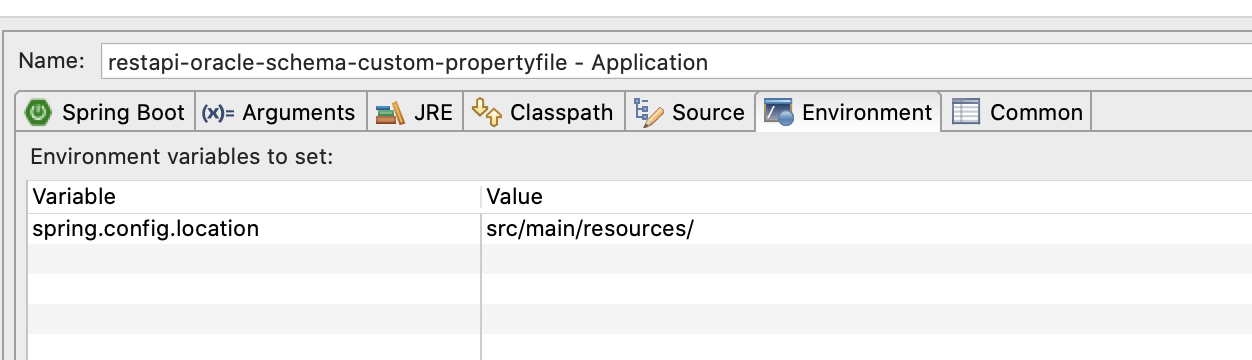 Name: restapi-oracle-schema-custom-propertyfile - Application
Spring Boot (x)= Arguments JRE Classpath Source Environment Common
Environment variables to set:
Variable Value
spring.config.location src/main/resources/